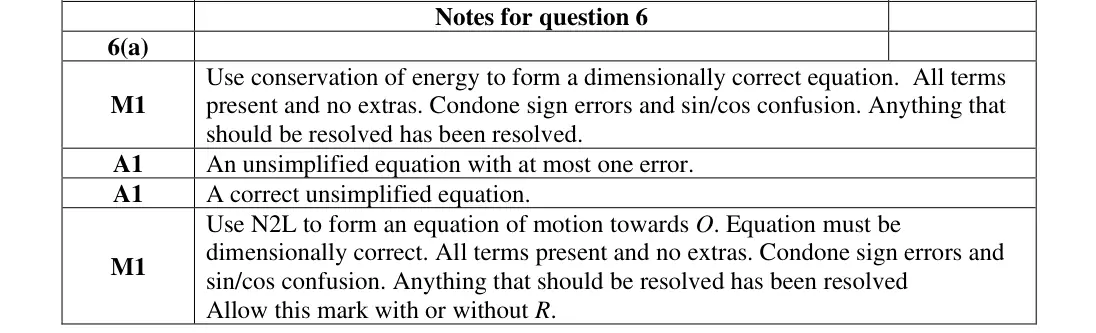 Notes for question 6
6(a)
M1
Use conservation of energy to form a dimensionally correct equation.  All terms
present and no extras. Condone sign errors and sin/cos confusion. Anything that
should be resolved has been resolved.
A1
An unsimplified equation with at most one error.
A1
A correct unsimplified equation.
M1
Use N2L to form an equation of motion towards O. Equation must be
dimensionally correct. All terms present and no extras. Condone sign errors and
sin/cos confusion. Anything that should be resolved has been resolved
Allow this mark with or without R.